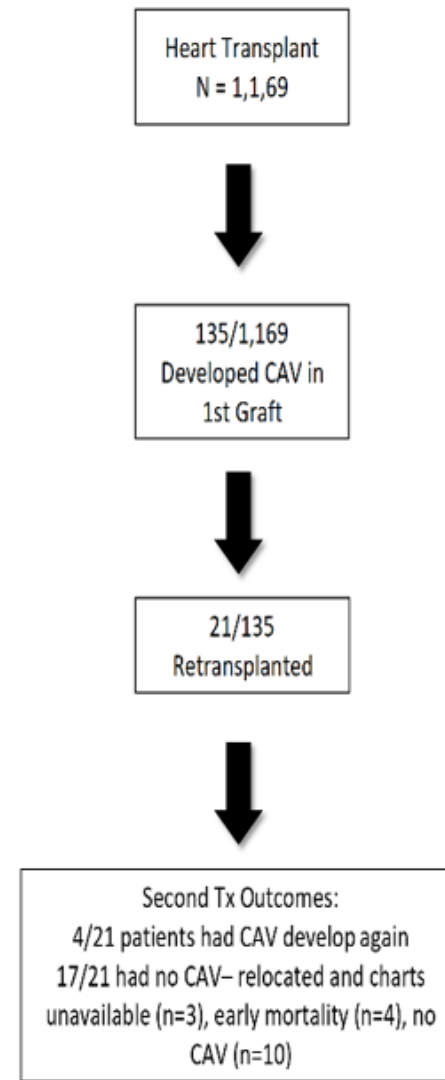 Heart Transplant
N = 1,1,69
135/1,169
Developed CAV in
1st Graft
21/135
Retransplanted
Second Tx Outcomes:
4/21 patients had CAV develop again
17/21 had no CAV– relocated and charts
unavailable (n=3), early mortality (n=4), no
CAV (n=10)